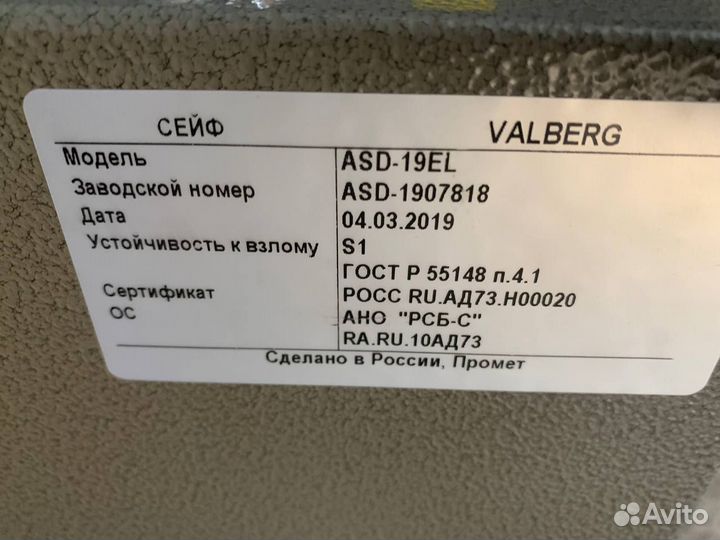 СЕЙФ VALBERG
Модель ASD-19EL
Заводской номер ASD-1907818
Дата 04.03.2019
Устойчивость к взлому S1
ГОСТ Р 55148 п.4.1
Сертификат РОСС RU.АД73.Н00020
ОС АНО "РСБ-С"
RA.RU.10АД73
Сделано в России, Промет
Avito